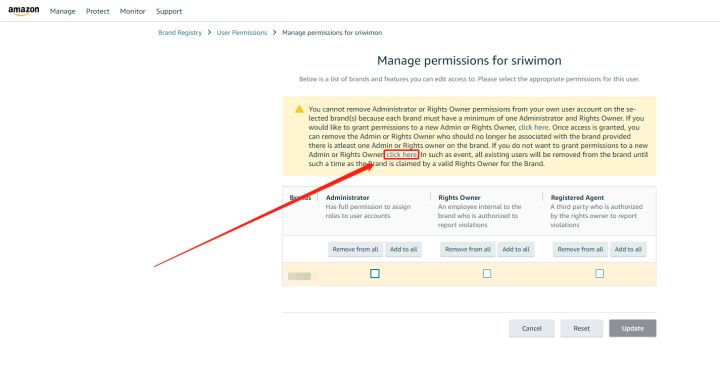 amazon Manage Protect Monitor Support
Brand Registry > User Permissions > Manage permissions for sriwimon
Manage permissions for sriwimon
Below is a list of brands and features you can edit access to. Please select the appropriate permissions for this user.
You cannot remove Administrator or Rights Owner permissions from your own user account on the se-
lected brand(s) because each brand must have a minimum of one Administrator and Rights Owner. If you
would like to grant permissions to a new Admin or Rights Owner, click here. Once access is granted, you
can remove the Admin or Rights Owner who should no longer be associated with the brand provided
there is atleast one Admin or Rights owner on the brand. If you do not want to grant permissions to a new
Admin or Rights Owner click here. In such as event, all existing users will be removed from the brand until
such a time as the Brand is claimed by a valid Rights Owner for the Brand.
Brands Administrator Rights Owner Registered Agent
Has full permission to assign An employee internal to the A third party who is authorized
roles to user accounts brand who is authorized to by the rights owner to report
report violations violations
Remove from all Add to all Remove from all Add to all Remove from all Add to all
Cancel Reset Update